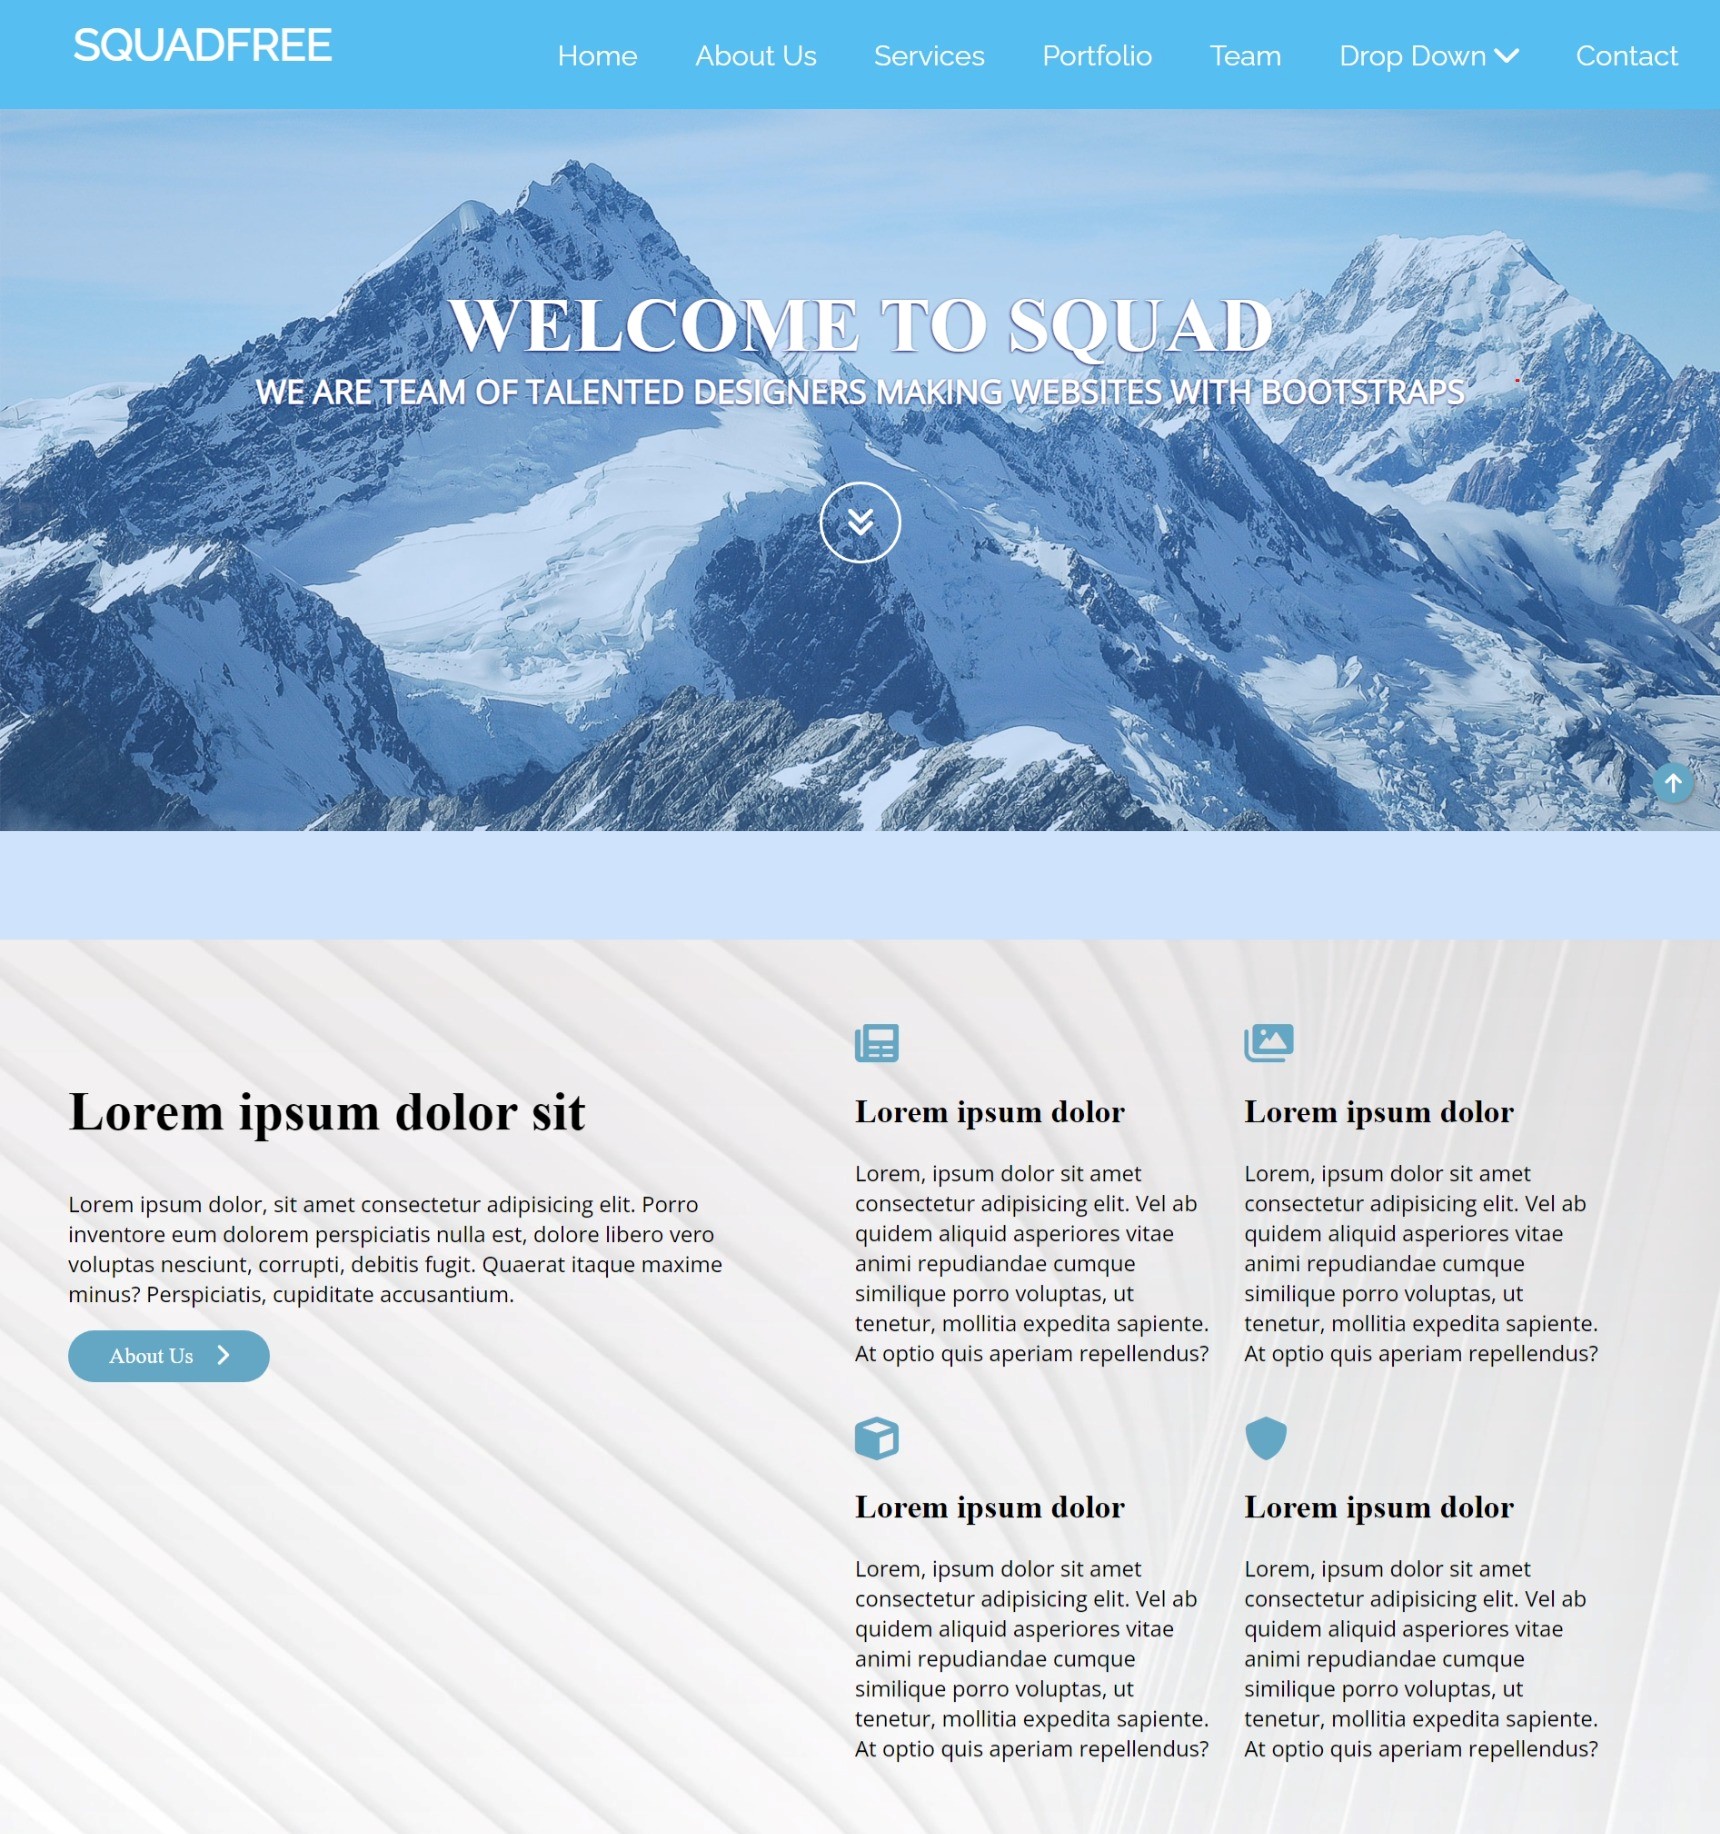 SQUADFREE
Home About Us Services Portfolio Team Drop Down Contact
WELCOME TO SQUAD
WE ARE TEAM OF TALENTED DESIGNERS MAKING WEBSITES WITH BOOTSTRAPS
Lorem ipsum dolor sit
Lorem ipsum dolor, sit amet consectetur adipisicing elit. Porro
inventore eum dolorem perspiciatis nulla est, dolore libero vero
voluptas nesciunt, corrupti, debitis fugit. Quaerat itaque maxime
minus? Perspiciatis, cupiditate accusantium.
About Us
Lorem ipsum dolor
Lorem, ipsum dolor sit amet
consectetur adipisicing elit. Vel ab
quidem aliquid asperiores vitae
animi repudiandae cumque
similique porro voluptas, ut
tenetur, mollitia expedita sapiente.
At optio quis aperiam repellendus?
Lorem ipsum dolor
Lorem, ipsum dolor sit amet
consectetur adipisicing elit. Vel ab
quidem aliquid asperiores vitae
animi repudiandae cumque
similique porro voluptas, ut
tenetur, mollitia expedita sapiente.
At optio quis aperiam repellendus?
Lorem ipsum dolor
Lorem, ipsum dolor sit amet
consectetur adipisicing elit. Vel ab
quidem aliquid asperiores vitae
animi repudiandae cumque
similique porro voluptas, ut
tenetur, mollitia expedita sapiente.
At optio quis aperiam repellendus?
Lorem ipsum dolor
Lorem, ipsum dolor sit amet
consectetur adipisicing elit. Vel ab
quidem aliquid asperiores vitae
animi repudiandae cumque
similique porro voluptas, ut
tenetur, mollitia expedita sapiente.
At optio quis aperiam repellendus?